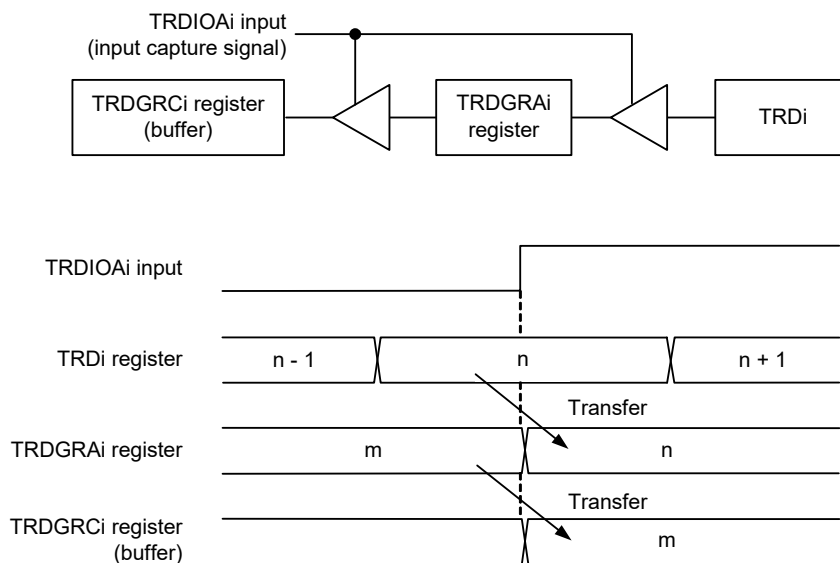 TRDIOAi input
(input capture signal)
TRDGRCi register
(buffer)
TRDGRAi
register
TRDi
TRDIOAi input
TRDi register
n - 1
n
n + 1
Transfer
TRDGRAi register
m
n
Transfer
TRDGRCi register
(buffer)
m